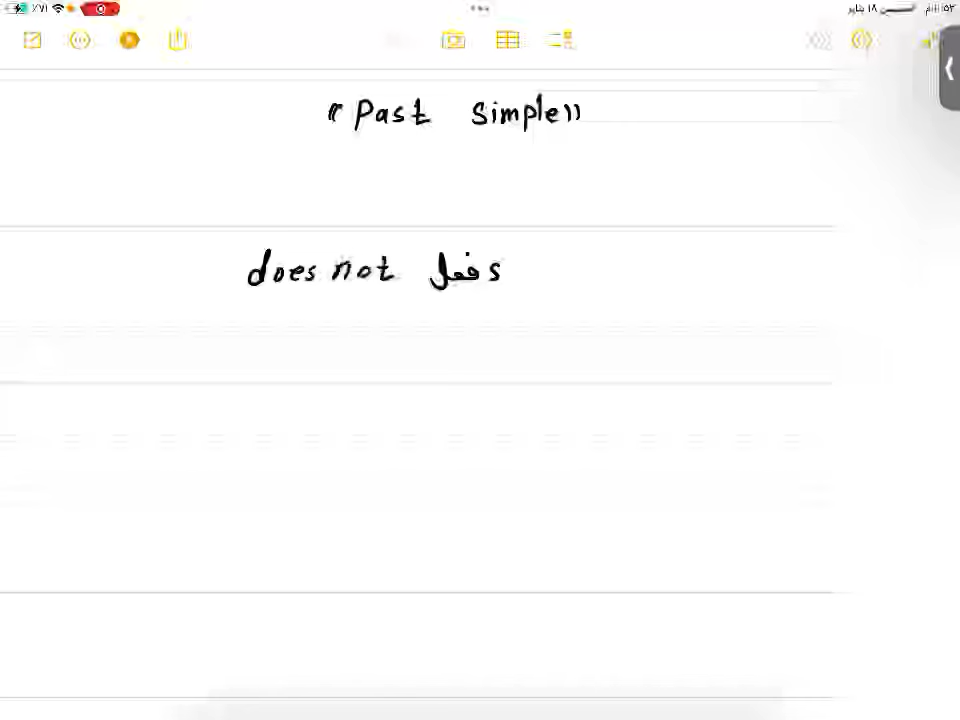 « Past simple »
does not فعل s